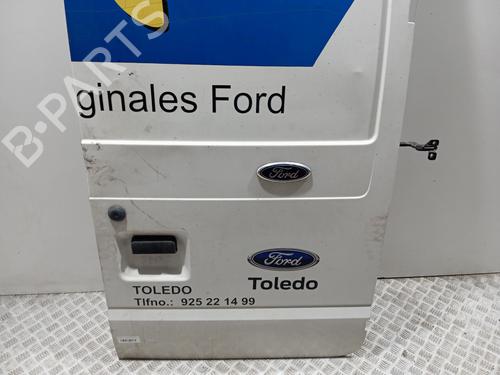 B-PARTS
ginales Ford
Ford
Ford
Toledo
TOLEDO
Tlfno.: 925 22 14 99